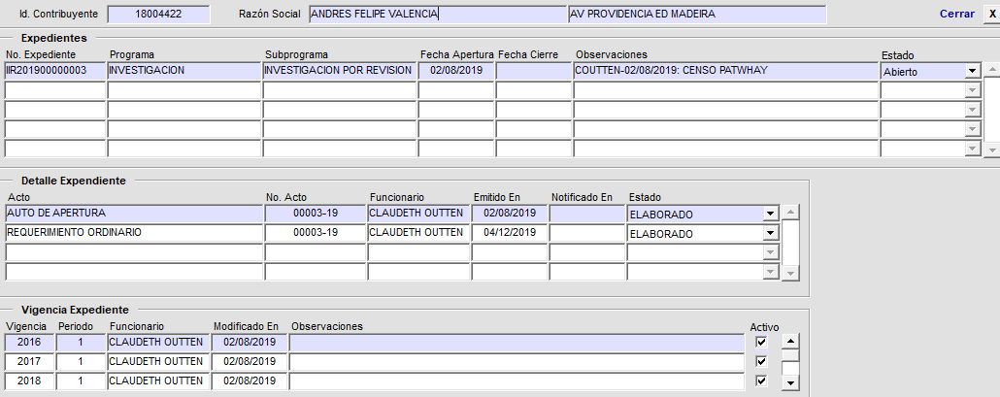 Id. Contribuyente 18004422 Razón Social ANDRES FELIPE VALENCIA AV PROVIDENCIA ED MADEIRA Cerrar X
Expedientes
No. Expediente Programa Subprograma Fecha Apertura Fecha Cierre Observaciones Estado
IIR201900000003 INVESTIGACION INVESTIGACION POR REVISION 02/08/2019 COUTTEN-02/08/2019: CENSO PATWHAY Abierto
Detalle Expendiente
Acto No. Acto Funcionario Emitido En Notificado En Estado
AUTO DE APERTURA 00003-19 CLAUDETH OUTTEN 02/08/2019 ELABORADO
REQUERIMIENTO ORDINARIO 00003-19 CLAUDETH OUTTEN 04/12/2019 ELABORADO
Vigencia Expediente
Vigencia Periodo Funcionario Modificado En Observaciones Activo
2016 1 CLAUDETH OUTTEN 02/08/2019
2017 1 CLAUDETH OUTTEN 02/08/2019
2018 1 CLAUDETH OUTTEN 02/08/2019